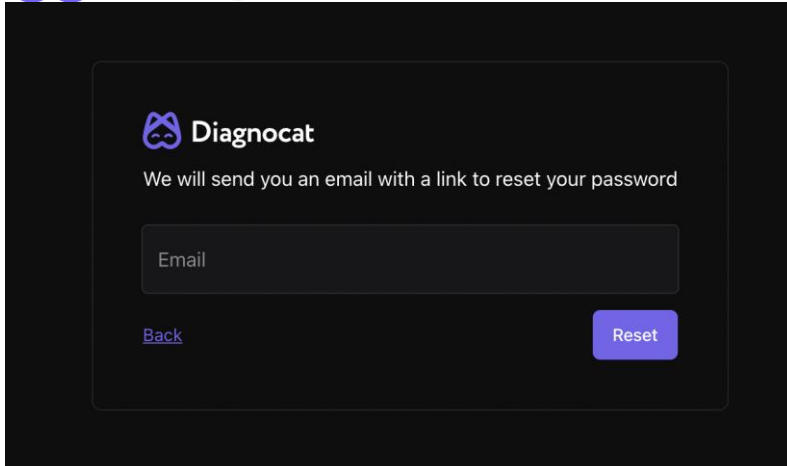 Diagnocat
We will send you an email with a link to reset your password
Email
Back
Reset